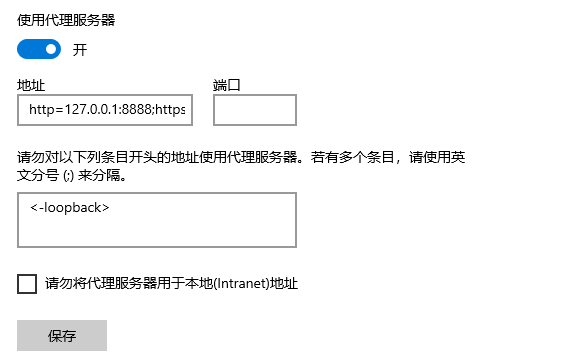 使用代理服务器
开
地址 端口
http=127.0.0.1:8888;https
请勿对以下列条目开头的地址使用代理服务器。若有多个条目，请使用英
文分号 (;) 来分隔。
<-loopback>
请勿将代理服务器用于本地(Intranet)地址
保存